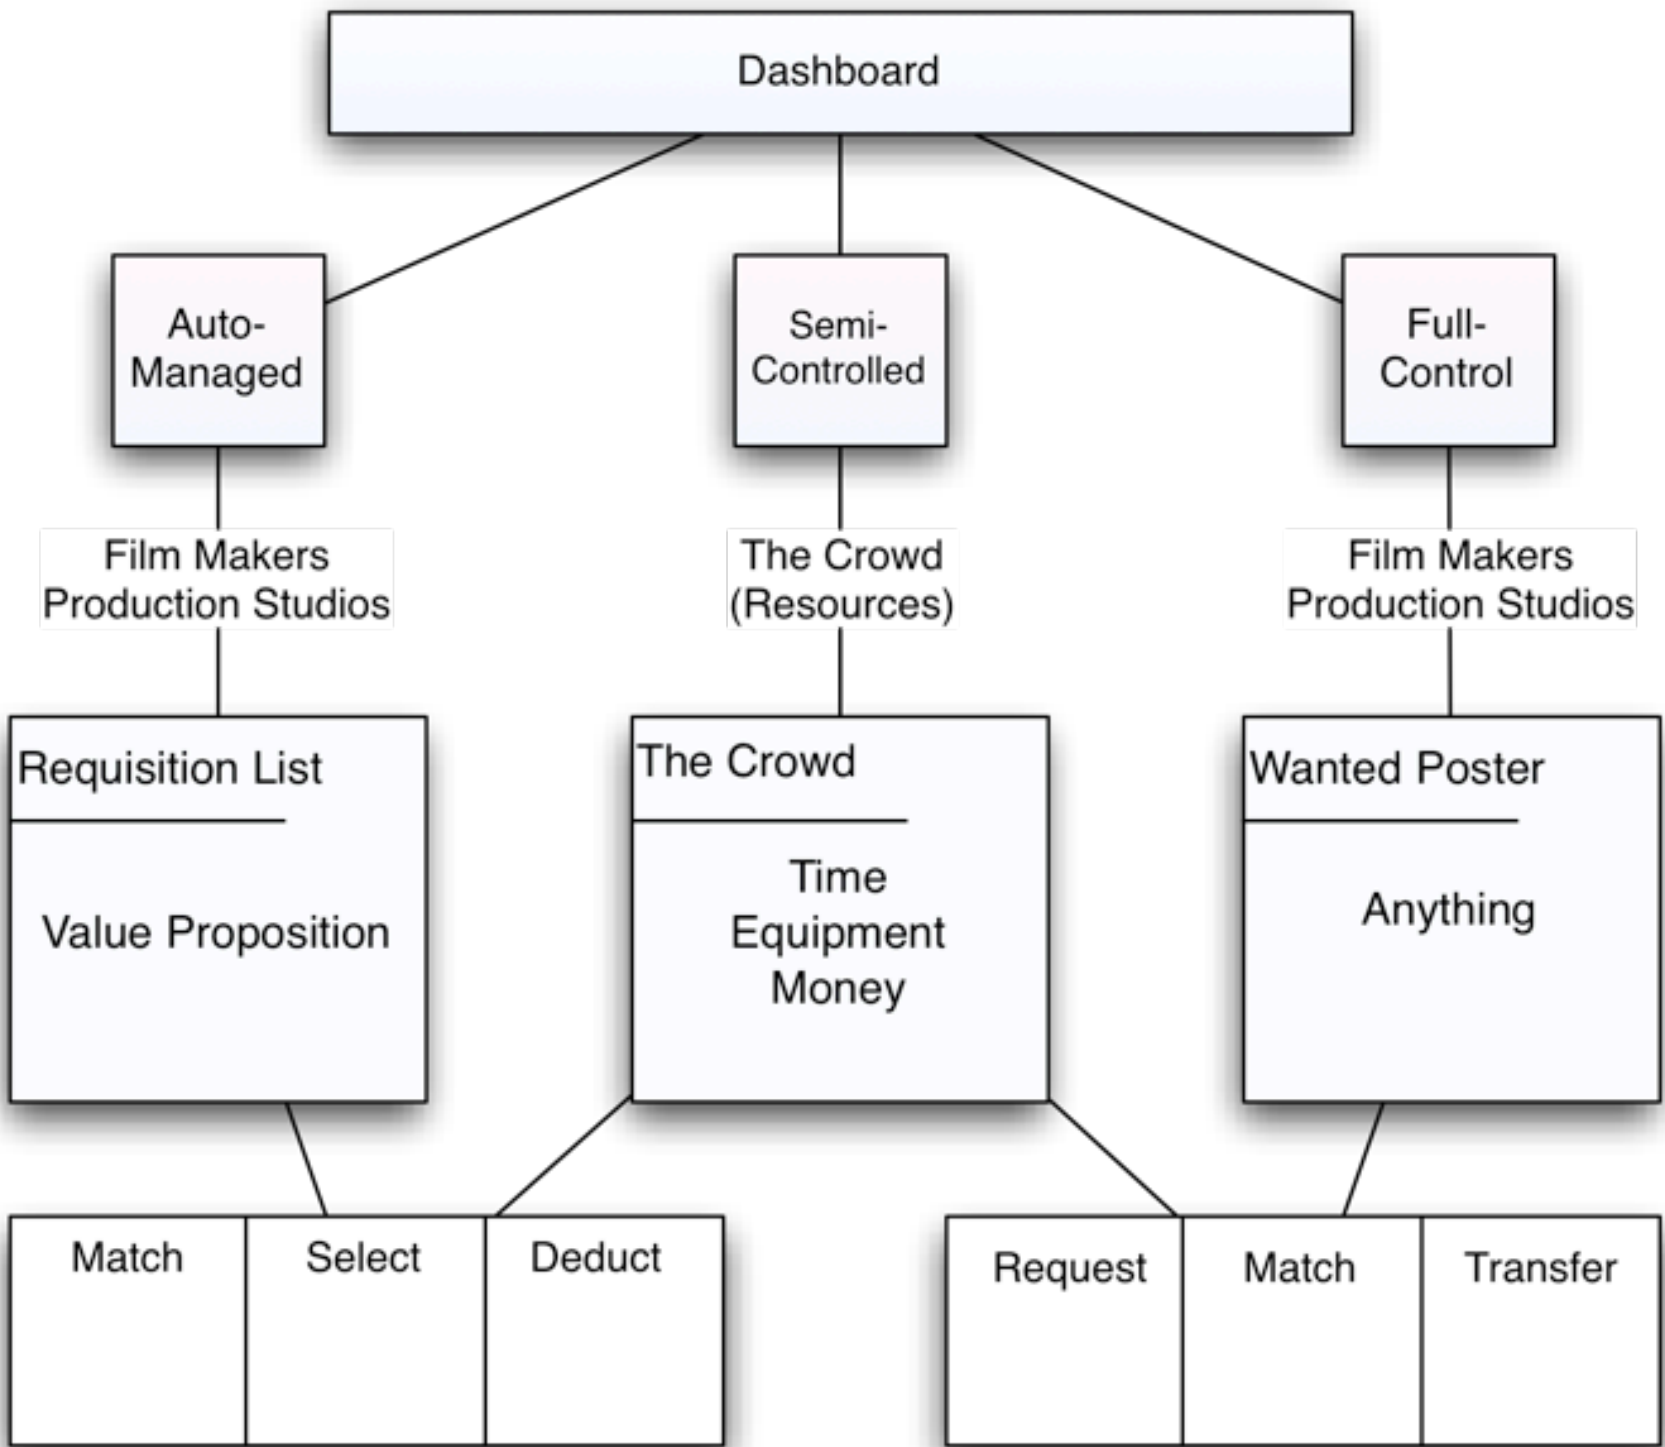 Dashboard
Auto-
Managed
Semi-
Controlled
Full-
Control
Film Makers
Production Studios
The Crowd
(Resources)
Film Makers
Production Studios
Requisition List
Value Proposition
The Crowd
Time
Equipment
Money
Wanted Poster
Anything
Match
Select
Deduct
Request
Match
Transfer